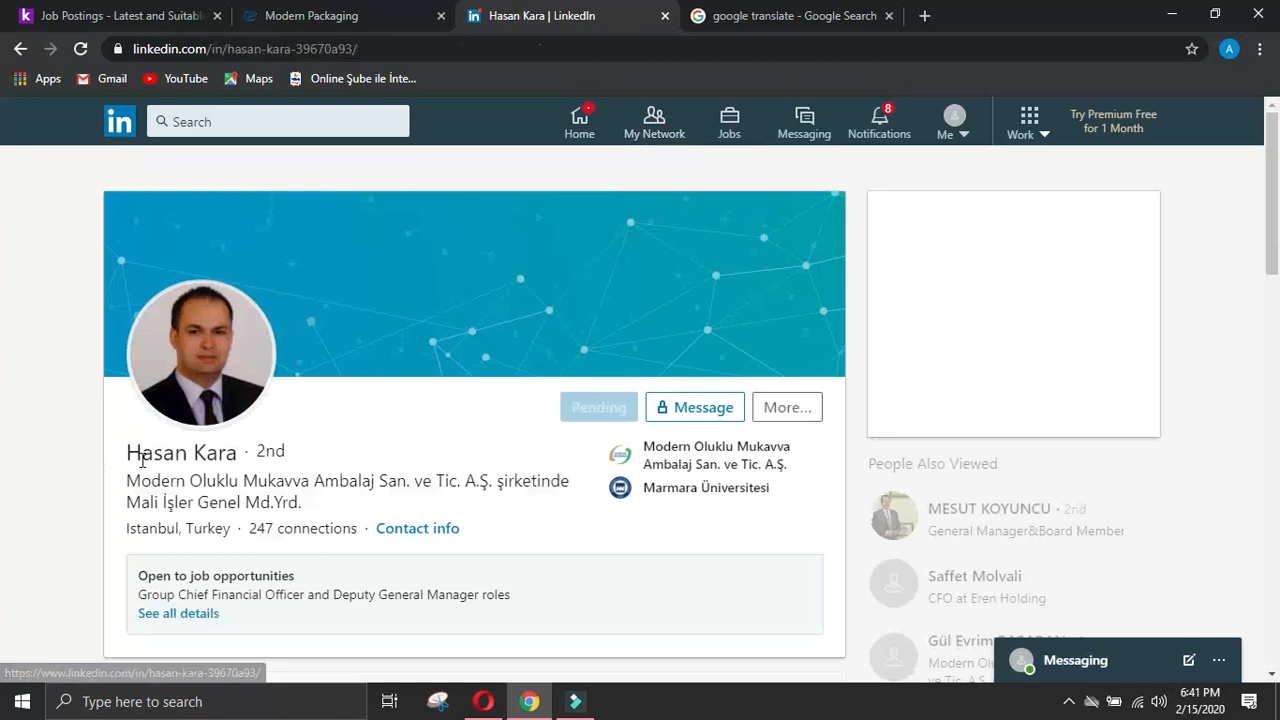 Job Postings - Latest and Suitable
Modern Packaging
Hasan Kara | LinkedIn
google translate - Google Search
linkedin.com/in/hasan-kara-39670a93/
A
Apps
Gmail
YouTube
Maps
Online Şube ile İnte...
in
Search
Home
My Network
Jobs
Messaging
8
Notifications
Me
Work
Try Premium Free
for 1 Month
Pending
Message
More...
Hasan Kara · 2nd
Modern Oluklu Mukavva Ambalaj San. ve Tic. A.Ş. şirketinde
Mali İşler Genel Md.Yrd.
Istanbul, Turkey · 247 connections · Contact info
Modern Oluklu Mukavva
Ambalaj San. ve Tic. A.Ş.
Marmara Üniversitesi
Open to job opportunities
Group Chief Financial Officer and Deputy General Manager roles
See all details
People Also Viewed
MESUT KOYUNCU · 2nd
General Manager&Board Member
Saffet Molvali
CFO at Eren Holding
Gül Evrim
Modern
Messaging
https://www.linkedin.com/in/hasan-kara-39670a93/
Type here to search
6:41 PM
2/15/2020